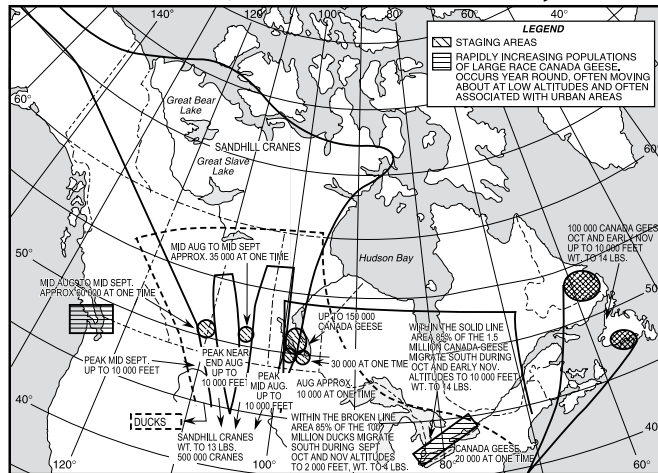 140°
120°
80°
60°
40°
LEGEND
STAGING AREAS
RAPIDLY INCREASING POPULATIONS
OF LARGE RACE CANADA GEESE,
OCCURS YEAR ROUND, OFTEN MOVING
ABOUT AT LOW ALTITUDES AND OFTEN
ASSOCIATED WITH URBAN AREAS
60°
Great Bear
Lake
SANDHILL CRANES
Great Slave
Lake
60°
MID AUG TO MID SEPT
APPROX. 35 000 AT ONE TIME
Hudson Bay
100 000 CANADA GEES
OCT AND EARLY NOV
UP TO 10 000 FEET
WT. TO 14 LBS.
50°
50
MID AUG TO MID SEPT.
APPROX 60 000 AT ONE TIME
UP TO 150 000
CANADA GEESE
WITHIN THE SOLID LINE
AREA 85% OF THE 1.5
MILLION CANADA GEESE
MIGRATE SOUTH DURING
OCT AND EARLY NOV.
ALTITUDES TO 10 000 FEET
WT. TO 14 LBS.
PEAK MID SEPT.
UP TO 10 000 FEET
PEAK NEAR
END AUG
UP TO
10 000 FEET
30 000 AT ONE TIME
PEAK
MID AUG.
UP TO
10 000 FEET
AUG APPROX.
10 000 AT ONE TIME
40°
DUCKS
SANDHILL CRANES
WT. TO 13 LBS.
500 000 CRANES
WITHIN THE BROKEN LINE
AREA 85% OF THE 100
MILLION DUCKS MIGRATE
SOUTH DURING SEPT
OCT AND NOV ALTITUDES
TO 2 000 FEET, WT. TO 4 LBS.
CANADA GEESE
20 000 AT ONE TIME
40
120°
100°
80°
60°